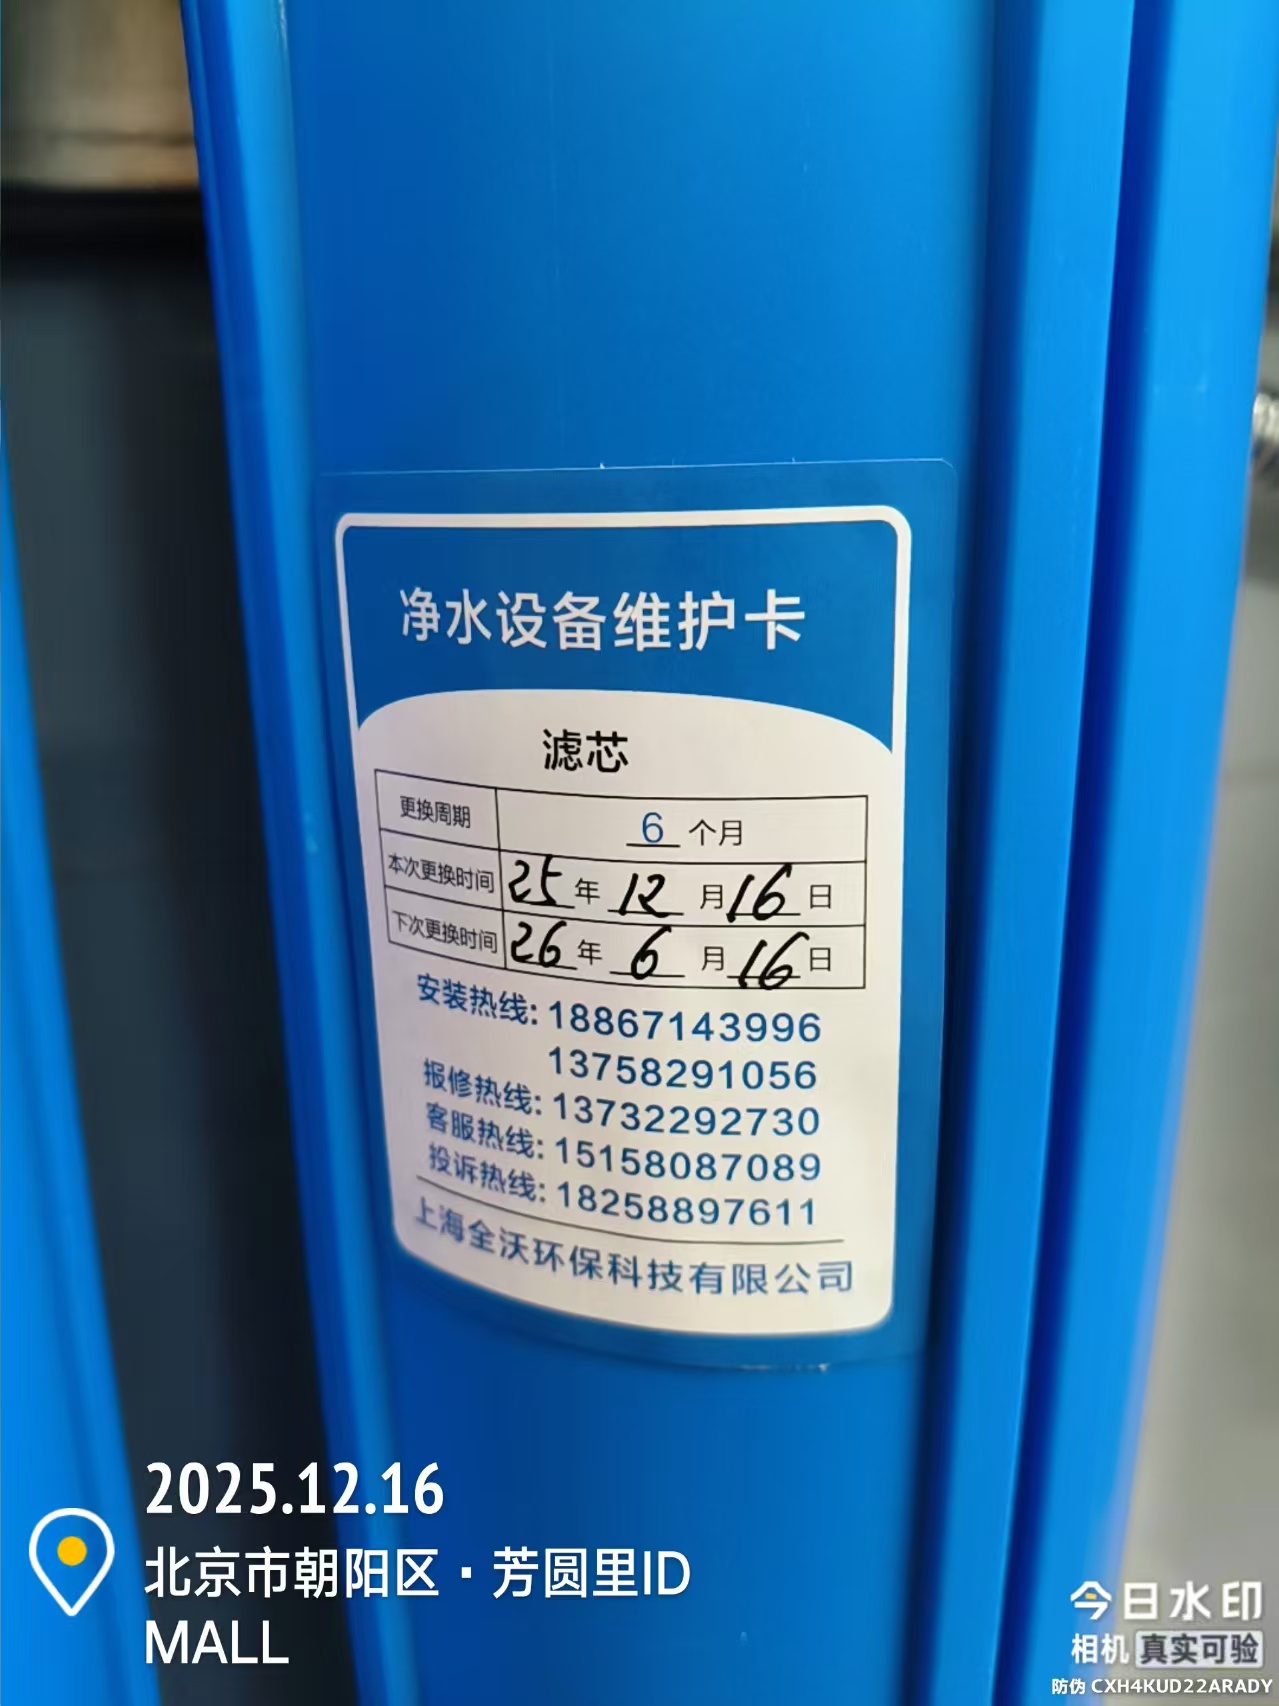 净水设备维护卡
滤芯
更换周期 6 个月
本次更换时间 25 年 12 月 16 日
下次更换时间 26 年 6 月 16 日
安装热线: 18867143996
13758291056
报修热线: 13732292730
客服热线: 15158087089
投诉热线: 18258897611
上海全沃环保科技有限公司
2025.12.16
北京市朝阳区·芳圆里ID
MALL
今日水印
相机 真实可验
防伪 CXH4KUD22ARADY